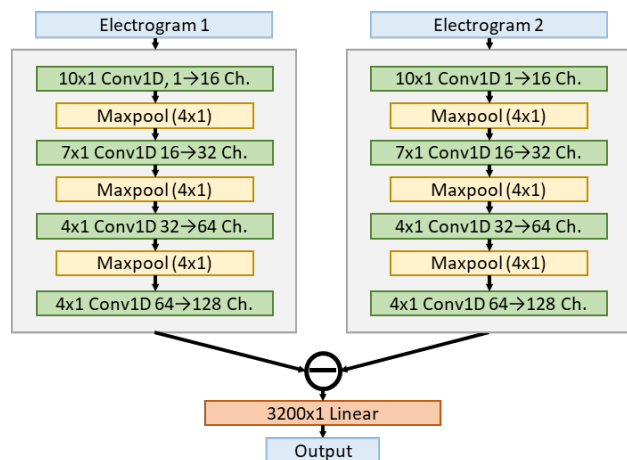 Electrogram 1
10x1 Conv1D, 1→16 Ch.
Maxpool (4x1)
7x1 Conv1D 16→32 Ch.
Maxpool (4x1)
4x1 Conv1D 32→64 Ch.
Maxpool (4x1)
4x1 Conv1D 64→128 Ch.
Electrogram 2
10x1 Conv1D 1→16 Ch.
Maxpool (4x1)
7x1 Conv1D 16→32 Ch.
Maxpool (4x1)
4x1 Conv1D 32→64 Ch.
Maxpool (4x1)
4x1 Conv1D 64→128 Ch.
3200x1 Linear
Output